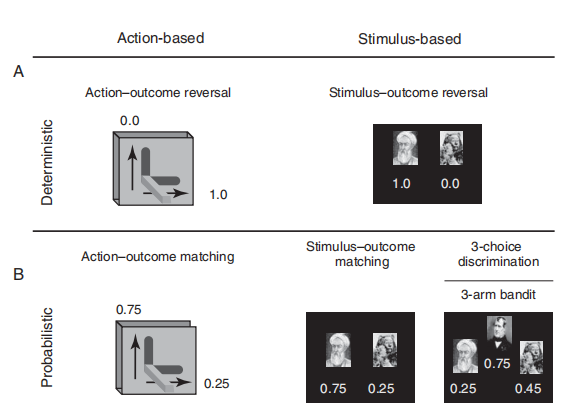 Action-based
Stimulus-based
A
Action–outcome reversal
Stimulus–outcome reversal
Deterministic
0.0
1.0
1.0 0.0
B
Action–outcome matching
Stimulus–outcome
matching
3-choice
discrimination
3-arm bandit
Probabilistic
0.75
0.25
0.75 0.25
0.75
0.25 0.45